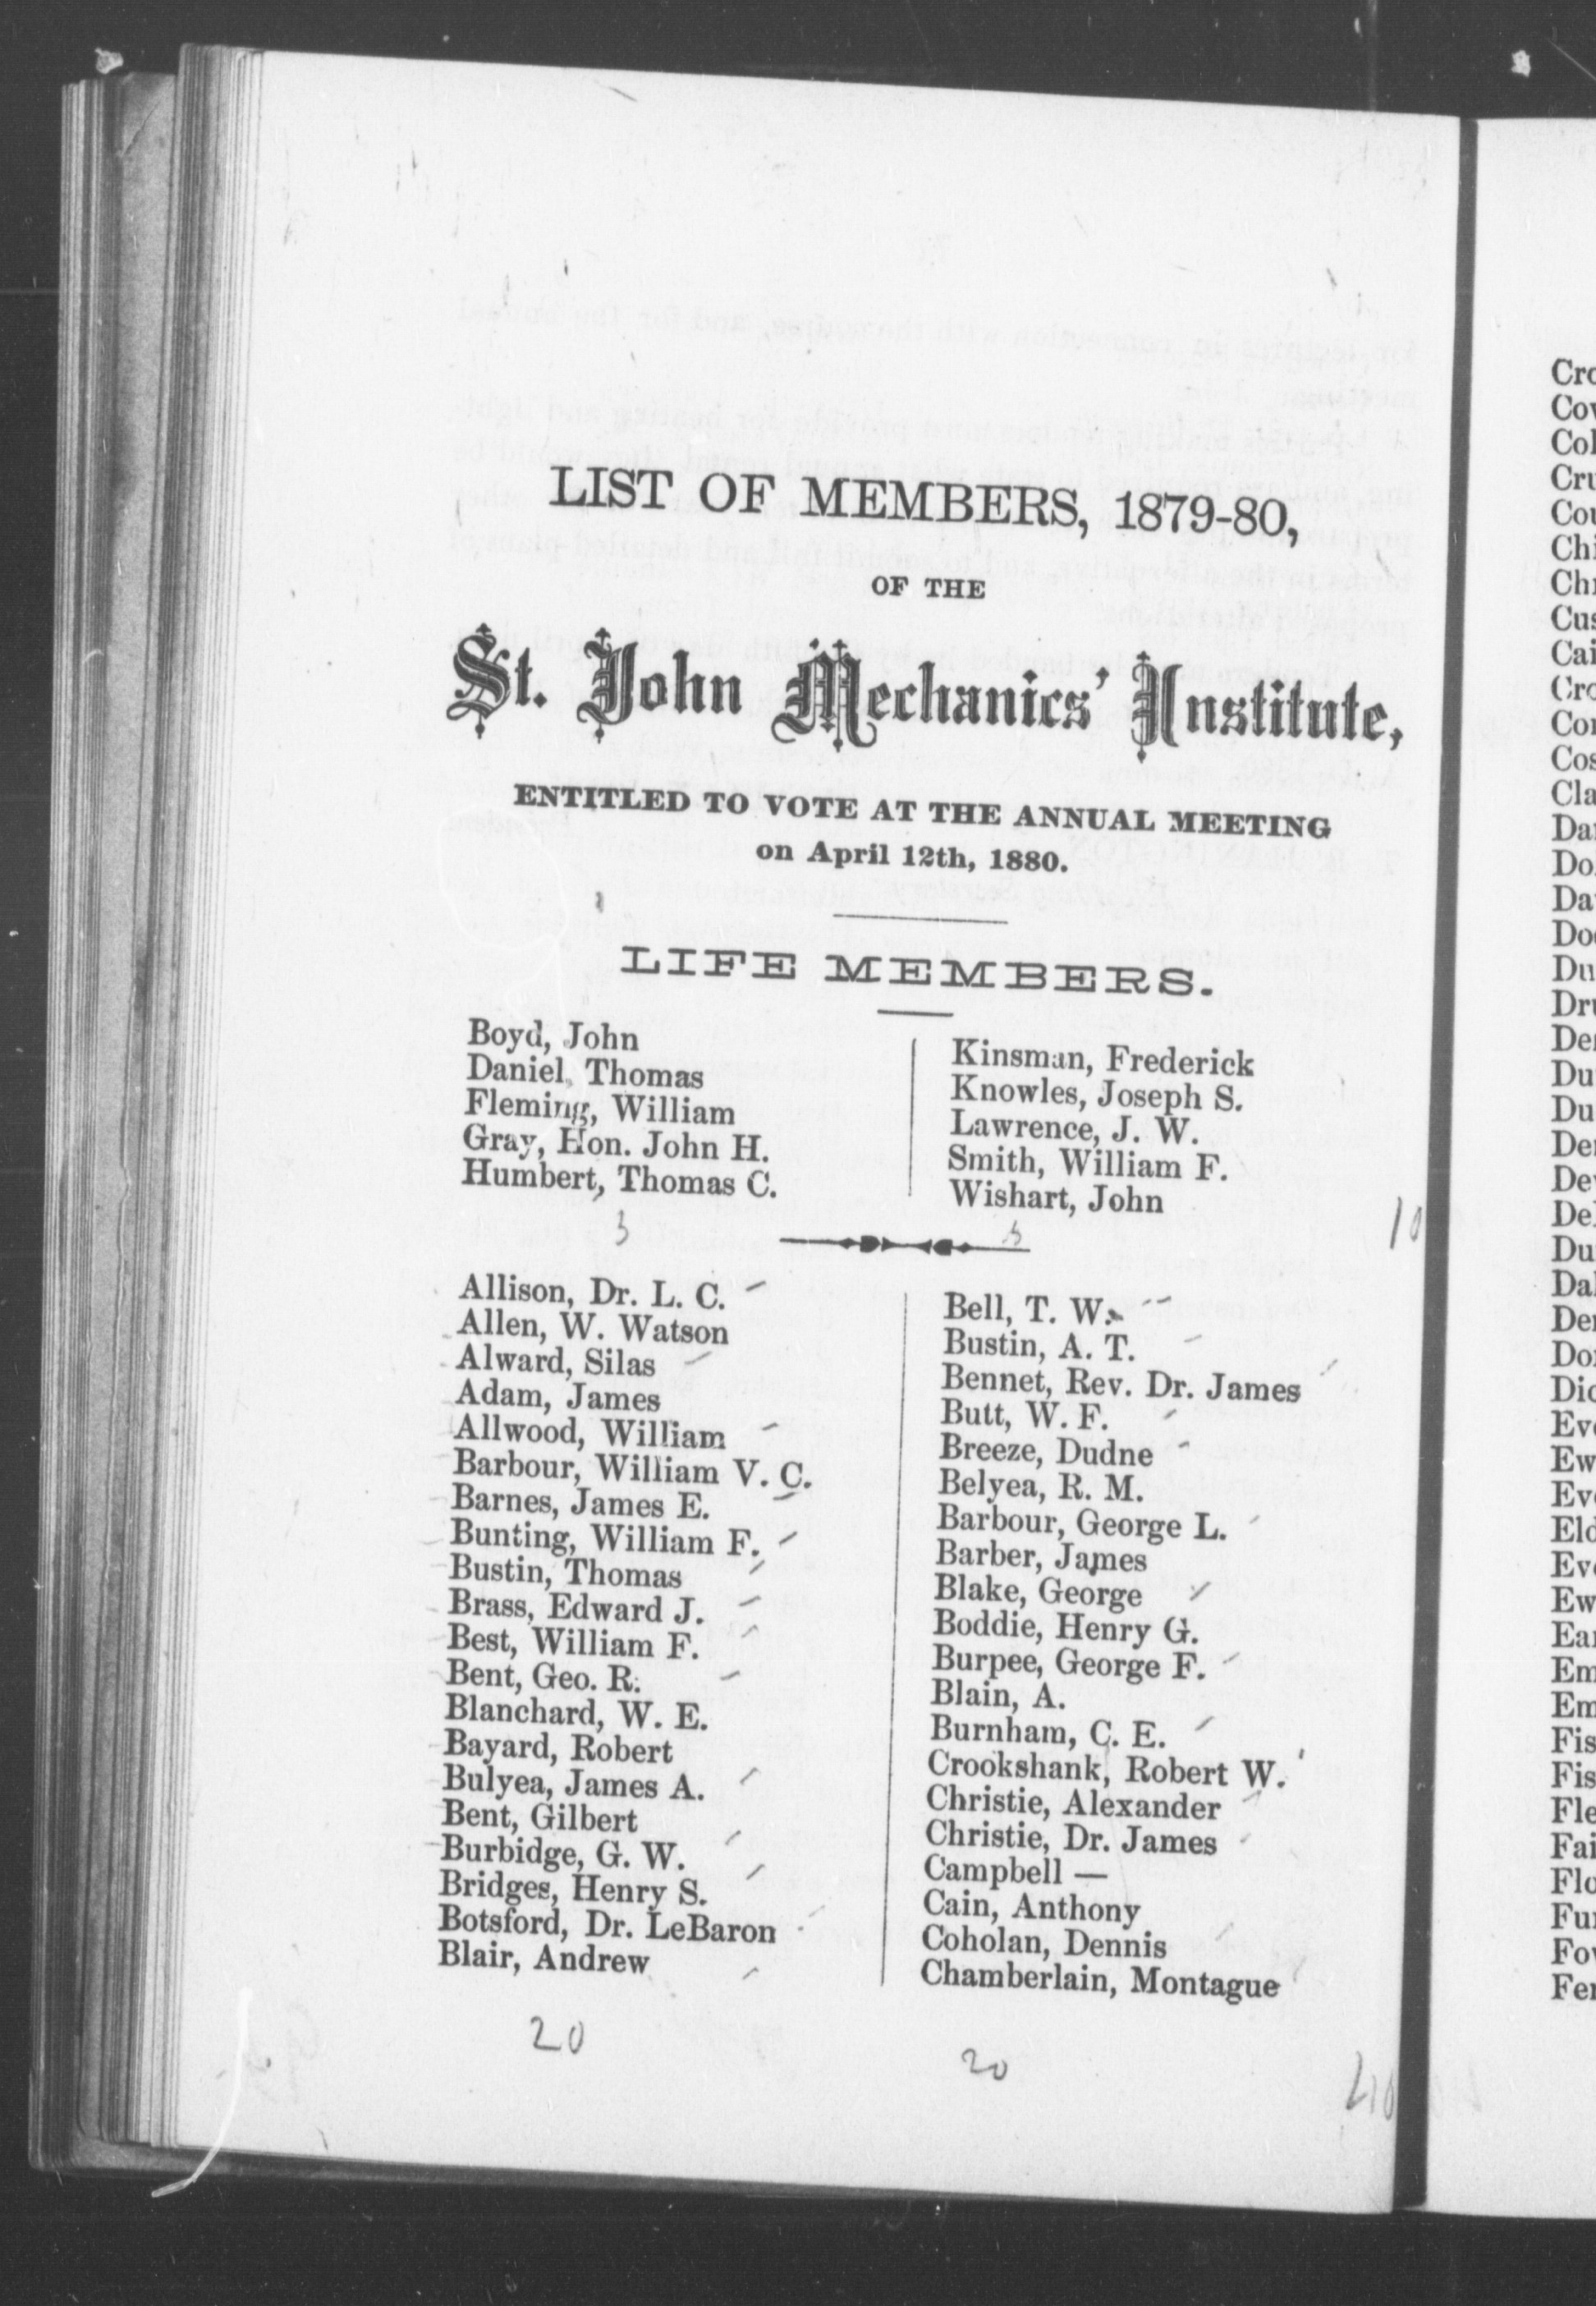 LIST OF MEMBERS, 1879-80,
OF THE
St. John Mechanics' Institute,
ENTITLED TO VOTE AT THE ANNUAL MEETING
on April 12th, 1880.
LIFE MEMBERS.
Boyd, John
Daniel, Thomas
Fleming, William
Gray, Hon. John H.
Humbert, Thomas C.
Kinsman, Frederick
Knowles, Joseph S.
Lawrence, J. W.
Smith, William F.
Wishart, John
10
Allison, Dr. L. C.
Allen, W. Watson
Alward, Silas
Adam, James
Allwood, William
Barbour, William V. C.
Barnes, James E.
Bunting, William F.
Bustin, Thomas
Brass, Edward J.
Best, William F.
Bent, Geo. R.
Blanchard, W. E.
Bayard, Robert
Bulyea, James A.
Bent, Gilbert
Burbidge, G. W.
Bridges, Henry S.
Botsford, Dr. LeBaron
Blair, Andrew
20
Bell, T. W.
Bustin, A. T.
Bennet, Rev. Dr. James
Butt, W. F.
Breeze, Dudne
Belyea, R. M.
Barbour, George L.
Barber, James
Blake, George
Boddie, Henry G.
Burpee, George F.
Blain, A.
Burnham, C. E.
Crookshank, Robert W.
Christie, Alexander
Christie, Dr. James
Campbell —
Cain, Anthony
Coholan, Dennis
Chamberlain, Montague
20
40